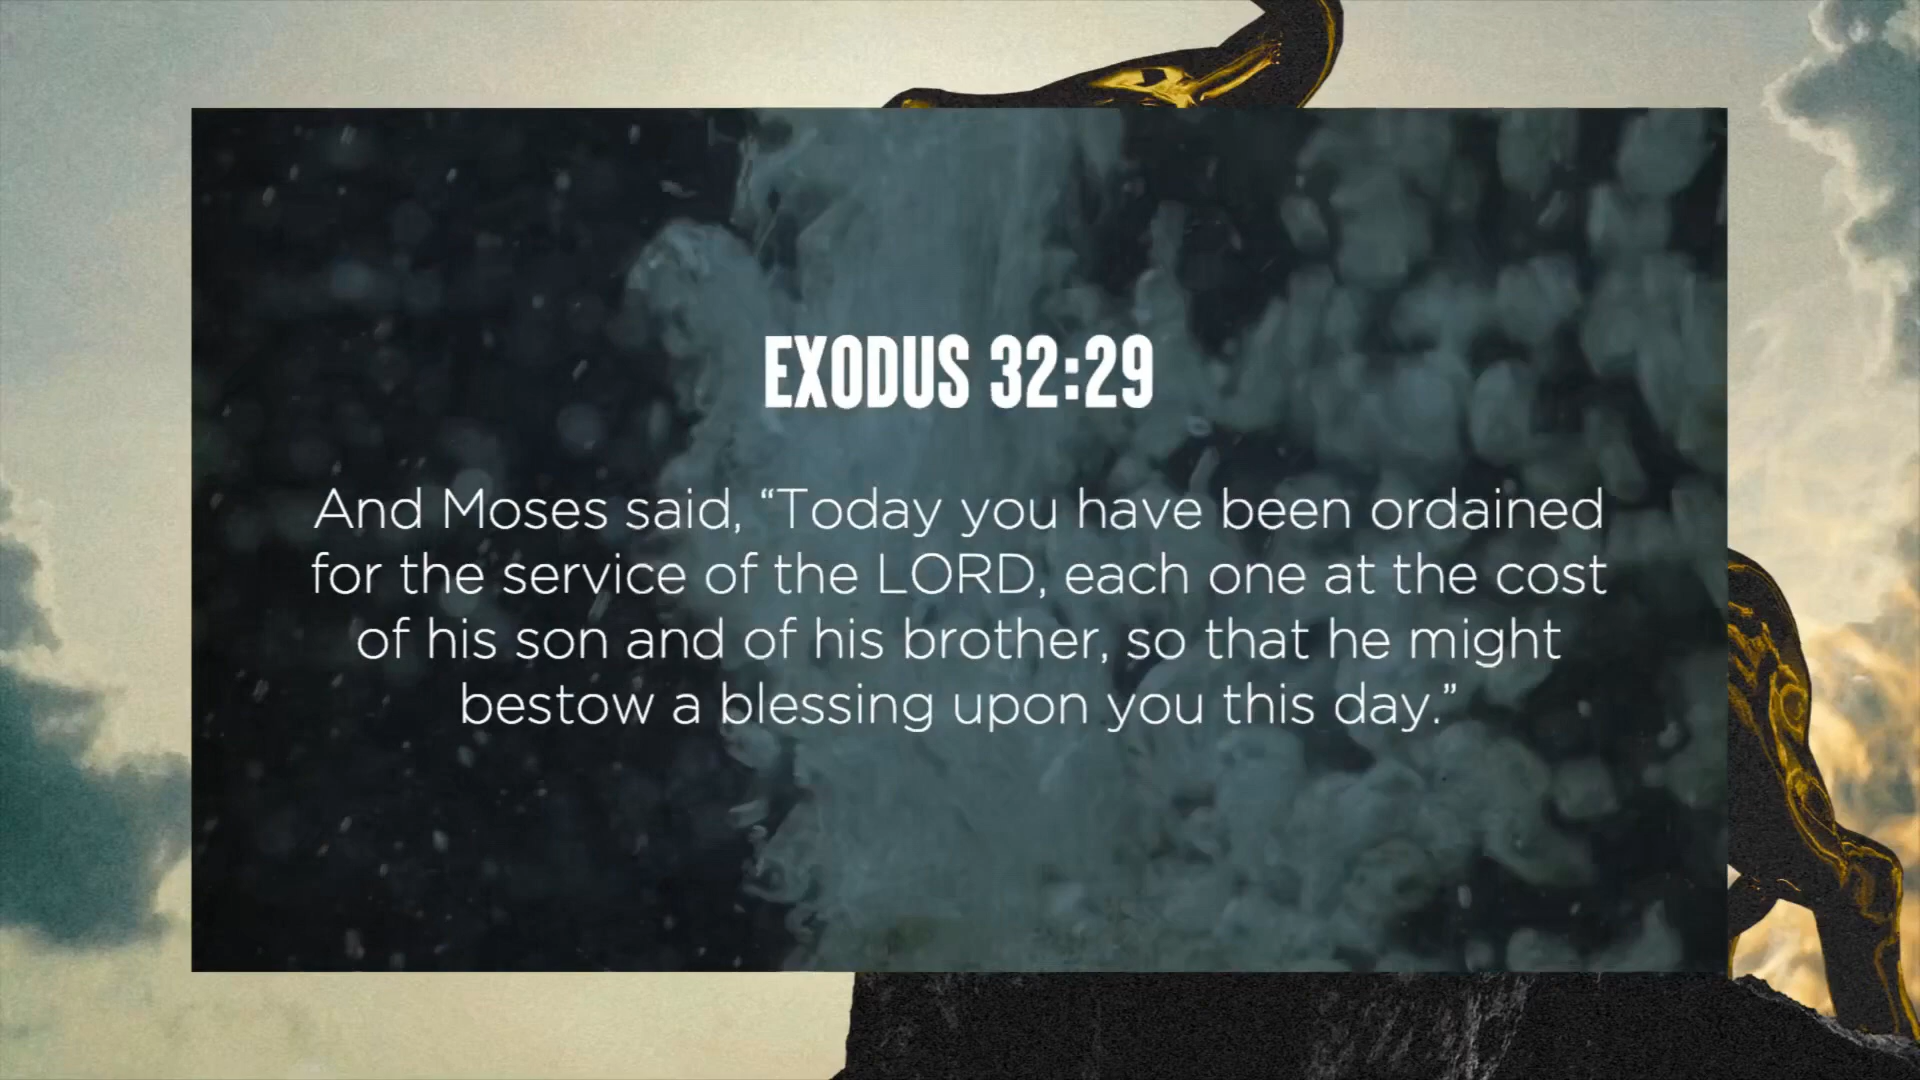 EXODUS 32:29
And Moses said, “Today you have been ordained
for the service of the LORD, each one at the cost
of his son and of his brother, so that he might
bestow a blessing upon you this day.”